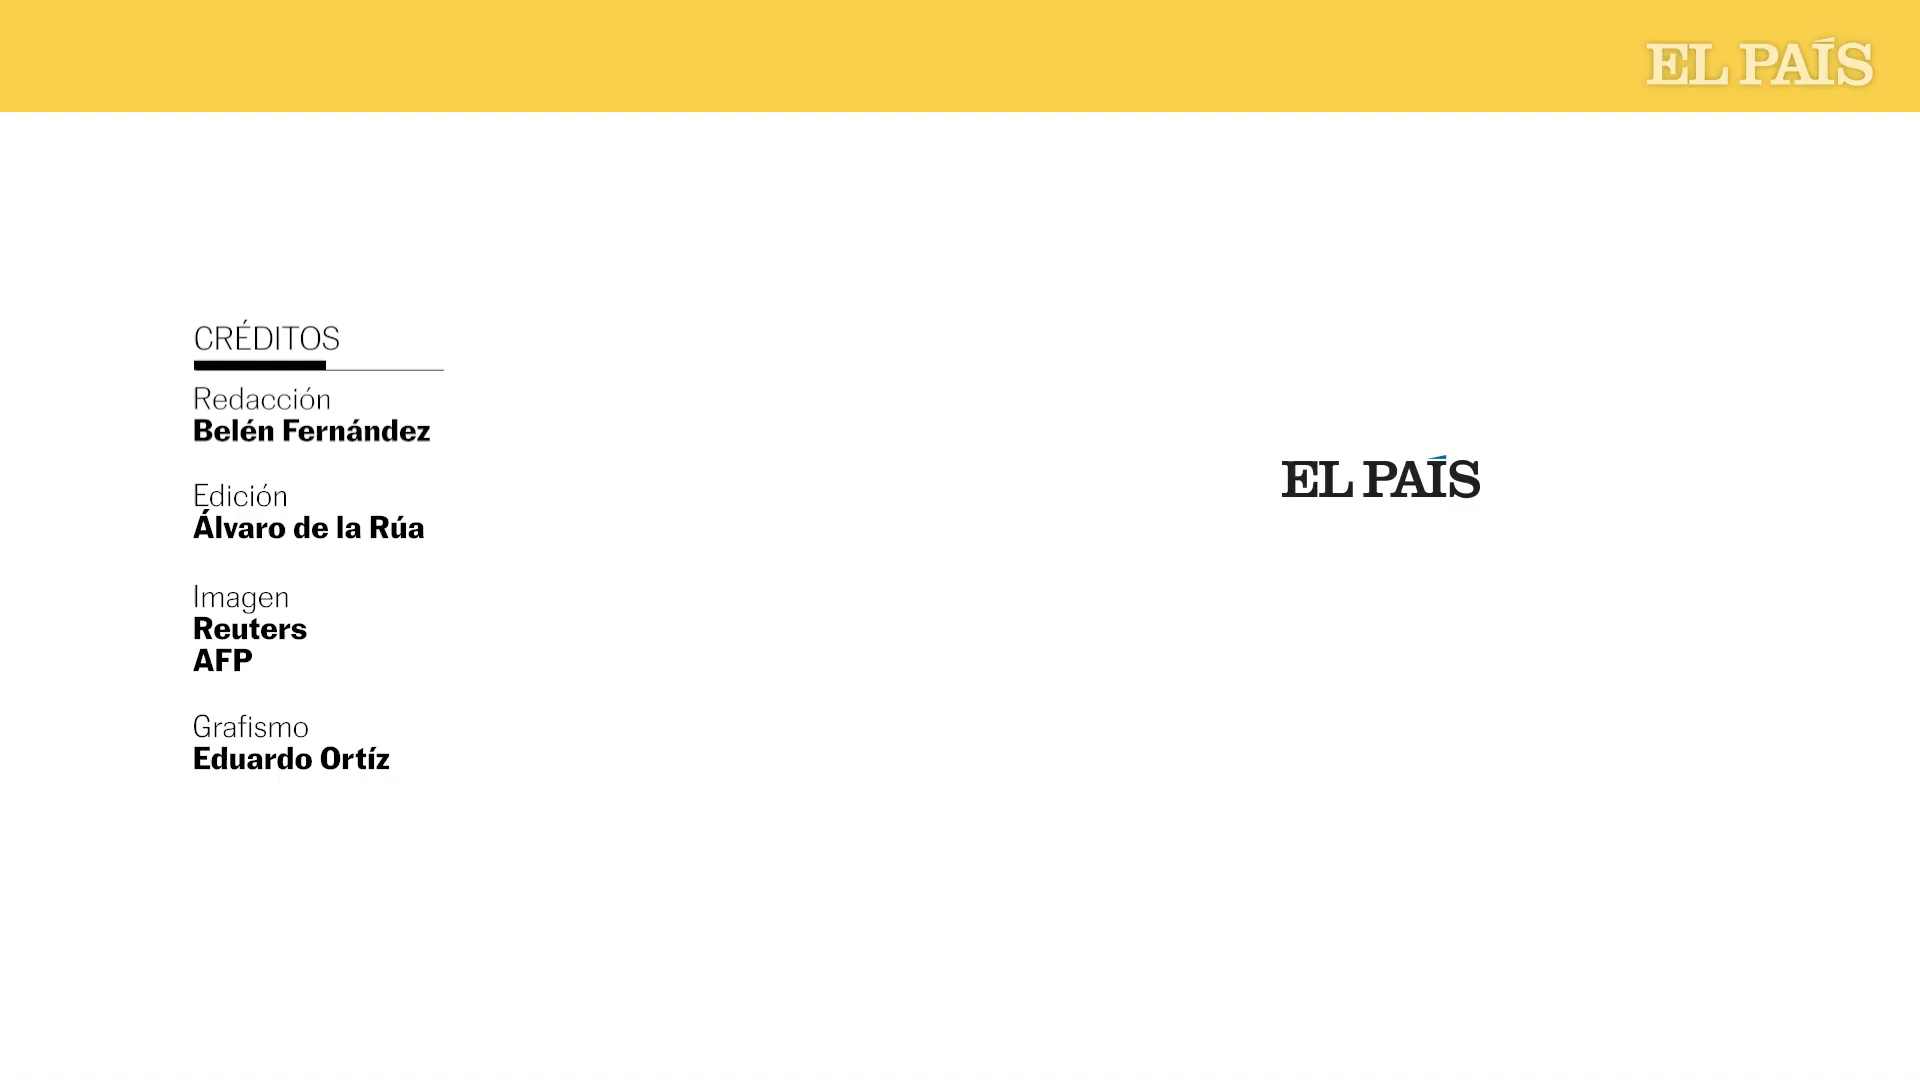 EL PAÍS
CRÉDITOS
Redacción
Belén Fernández
Edición
Álvaro de la Rúa
Imagen
Reuters
AFP
Grafismo
Eduardo Ortíz
EL PAÍS